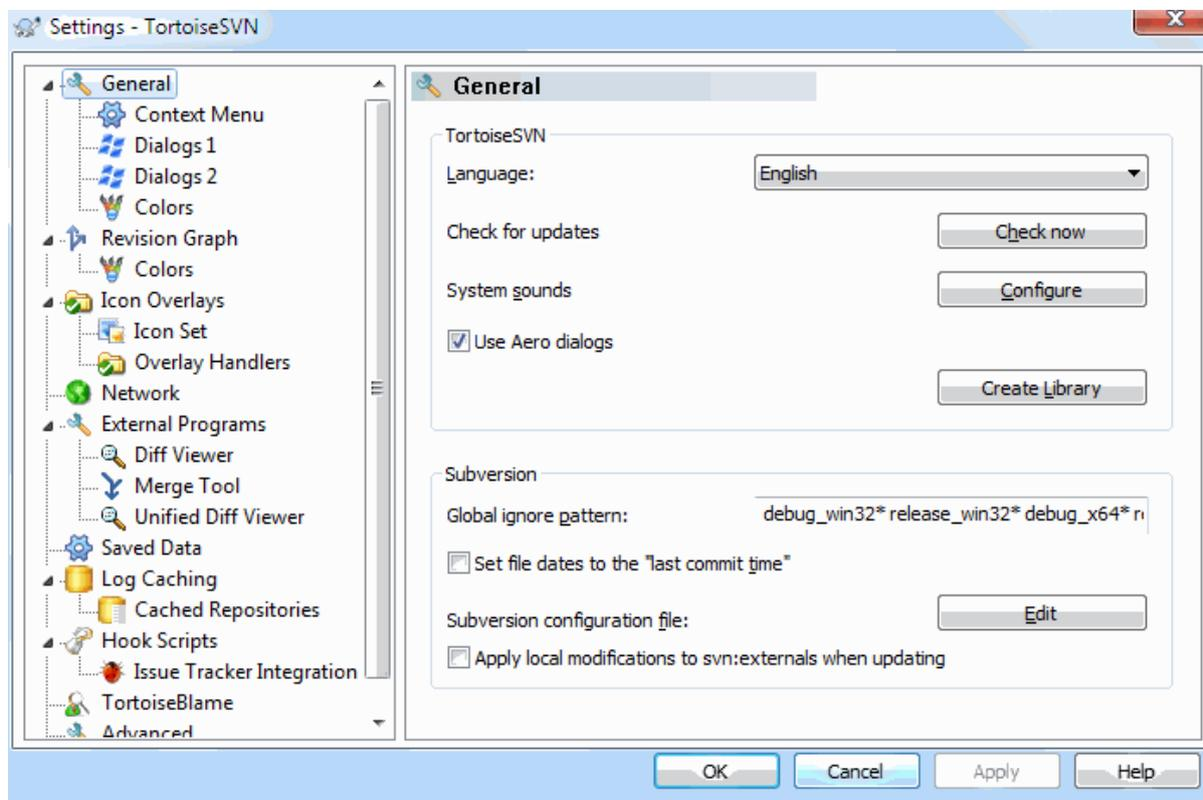 Settings - TortoiseSVN
General
Context Menu
Dialogs 1
Dialogs 2
Colors
Revision Graph
Colors
Icon Overlays
Icon Set
Overlay Handlers
Network
External Programs
Diff Viewer
Merge Tool
Unified Diff Viewer
Saved Data
Log Caching
Cached Repositories
Hook Scripts
Issue Tracker Integration
TortoiseBlame
Advanced
General
TortoiseSVN
Language: English
Check for updates Check now
System sounds Configure
Use Aero dialogs
Create Library
Subversion
Global ignore pattern: debug_win32* release_win32* debug_x64*
Set file dates to the "last commit time"
Subversion configuration file: Edit
Apply local modifications to svn:externals when updating
OK Cancel Apply Help